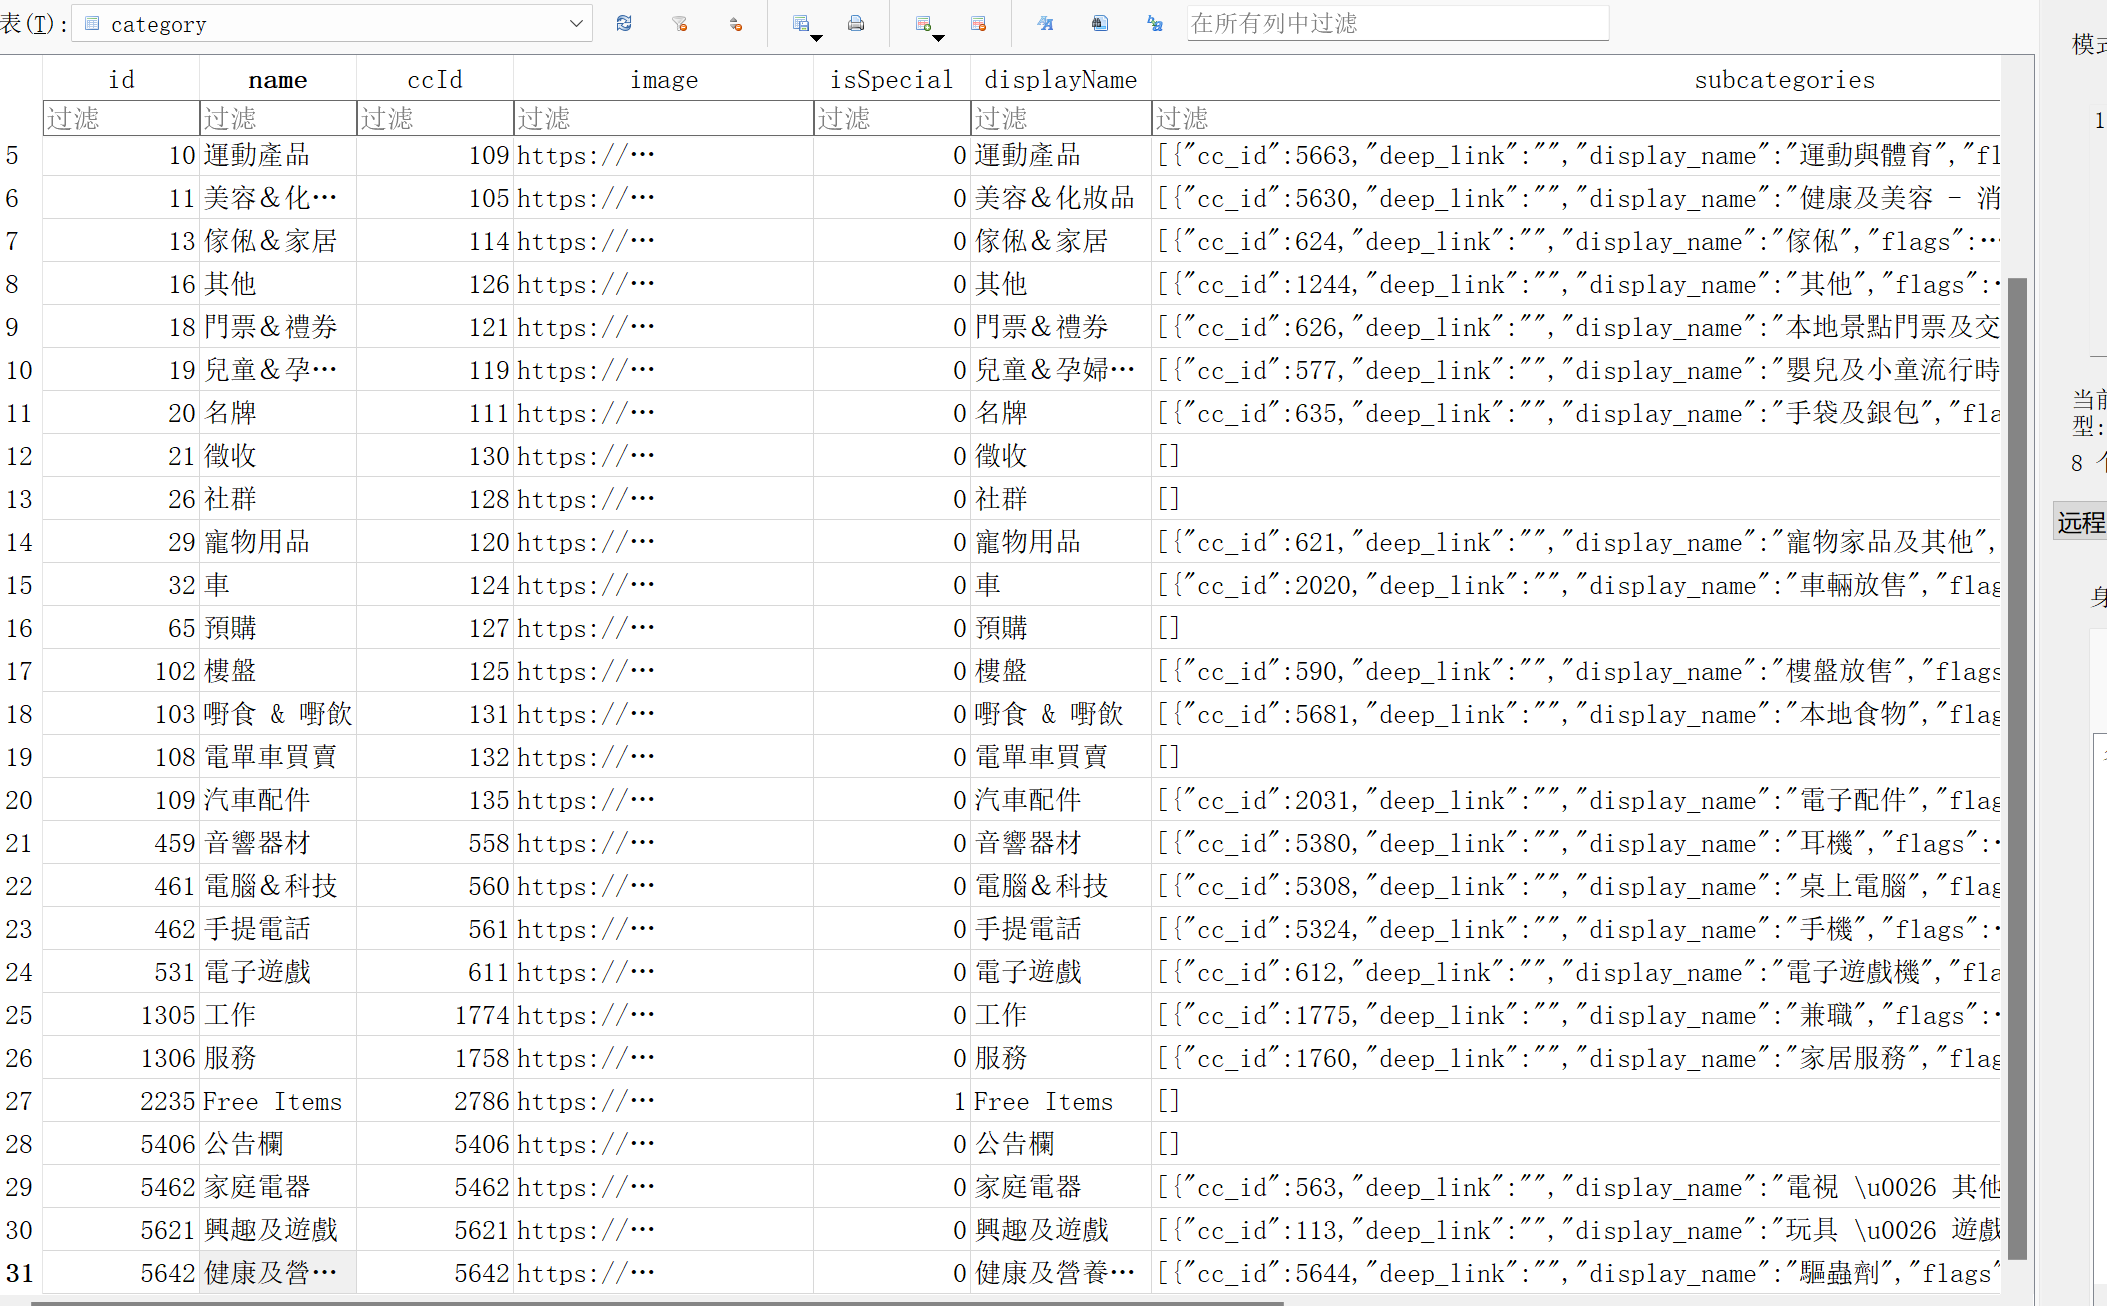 表(T): category 在所有列中过滤
id name ccId image isSpecial displayName subcategories
过滤 过滤 过滤 过滤 过滤 过滤 过滤
5 10 運動產品 109 https://… 0 運動產品 [{"cc_id":5663,"deep_link":"","display_name":"運動與體育","fl
6 11 美容&化… 105 https://… 0 美容&化妝品 [{"cc_id":5630,"deep_link":"","display_name":"健康及美容 - 消
7 13 傢俬&家居 114 https://… 0 傢俬&家居 [{"cc_id":624,"deep_link":"","display_name":"傢俬","flags":…
8 16 其他 126 https://… 0 其他 [{"cc_id":1244,"deep_link":"","display_name":"其他","flags":…
9 18 門票&禮券 121 https://… 0 門票&禮券 [{"cc_id":626,"deep_link":"","display_name":"本地景點門票及交
10 19 兒童&孕… 119 https://… 0 兒童&孕婦… [{"cc_id":577,"deep_link":"","display_name":"嬰兒及小童流行時
11 20 名牌 111 https://… 0 名牌 [{"cc_id":635,"deep_link":"","display_name":"手袋及銀包","fla
12 21 徵收 130 https://… 0 徵收 []
13 26 社群 128 https://… 0 社群 []
14 29 寵物用品 120 https://… 0 寵物用品 [{"cc_id":621,"deep_link":"","display_name":"寵物家品及其他",
15 32 車 124 https://… 0 車 [{"cc_id":2020,"deep_link":"","display_name":"車輛放售","flag
16 65 預購 127 https://… 0 預購 []
17 102 樓盤 125 https://… 0 樓盤 [{"cc_id":590,"deep_link":"","display_name":"樓盤放售","flags
18 103 嘢食 & 嘢飲 131 https://… 0 嘢食 & 嘢飲 [{"cc_id":5681,"deep_link":"","display_name":"本地食物","flag
19 108 電單車買賣 132 https://… 0 電單車買賣 []
20 109 汽車配件 135 https://… 0 汽車配件 [{"cc_id":2031,"deep_link":"","display_name":"電子配件","flag
21 459 音響器材 558 https://… 0 音響器材 [{"cc_id":5380,"deep_link":"","display_name":"耳機","flags":…
22 461 電腦&科技 560 https://… 0 電腦&科技 [{"cc_id":5308,"deep_link":"","display_name":"桌上電腦","flag
23 462 手提電話 561 https://… 0 手提電話 [{"cc_id":5324,"deep_link":"","display_name":"手機","flags":…
24 531 電子遊戲 611 https://… 0 電子遊戲 [{"cc_id":612,"deep_link":"","display_name":"電子遊戲機","fla
25 1305 工作 1774 https://… 0 工作 [{"cc_id":1775,"deep_link":"","display_name":"兼職","flags":…
26 1306 服務 1758 https://… 0 服務 [{"cc_id":1760,"deep_link":"","display_name":"家居服務","flag
27 2235 Free Items 2786 https://… 1 Free Items []
28 5406 公告欄 5406 https://… 0 公告欄 []
29 5462 家庭電器 5462 https://… 0 家庭電器 [{"cc_id":563,"deep_link":"","display_name":"電視 \u0026 其他
30 5621 興趣及遊戲 5621 https://… 0 興趣及遊戲 [{"cc_id":113,"deep_link":"","display_name":"玩具 \u0026 遊戲
31 5642 健康及營… 5642 https://… 0 健康及營養… [{"cc_id":5644,"deep_link":"","display_name":"驅蟲劑","flags"
模式
1
当前
型:
8 个
远程
身